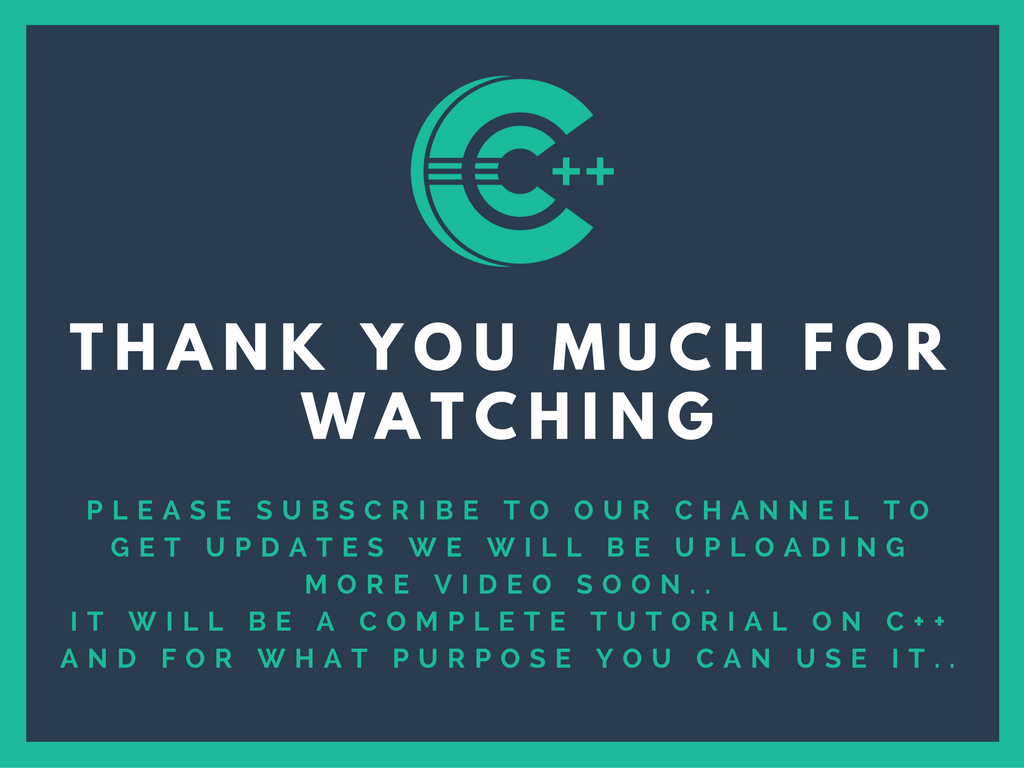 C++
THANK YOU MUCH FOR
WATCHING
PLEASE SUBSCRIBE TO OUR CHANNEL TO
GET UPDATES WE WILL BE UPLOADING
MORE VIDEO SOON..
IT WILL BE A COMPLETE TUTORIAL ON C++
AND FOR WHAT PURPOSE YOU CAN USE IT..